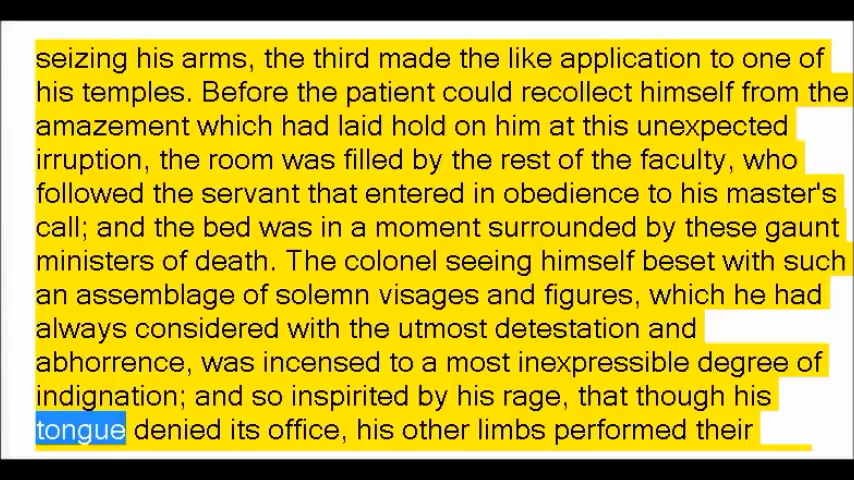 seizing his arms, the third made the like application to one of
his temples. Before the patient could recollect himself from the
amazement which had laid hold on him at this unexpected
irruption, the room was filled by the rest of the faculty, who
followed the servant that entered in obedience to his master's
call; and the bed was in a moment surrounded by these gaunt
ministers of death. The colonel seeing himself beset with such
an assemblage of solemn visages and figures, which he had
always considered with the utmost detestation and
abhorrence, was incensed to a most inexpressible degree of
indignation; and so inspirited by his rage, that though his
tongue denied its office, his other limbs performed their